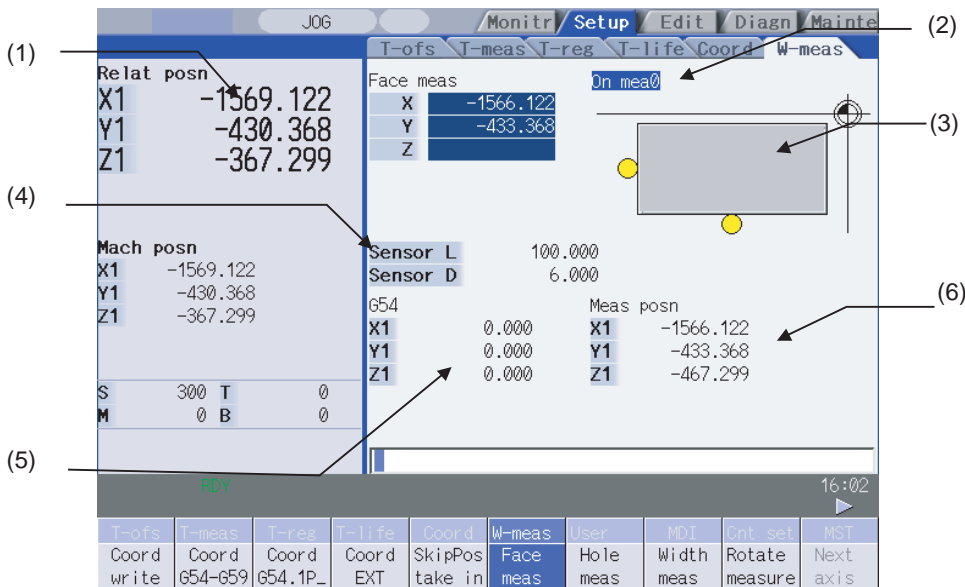 JOG Monitr Setup Edit Diagn Mainte
T-ofs T-meas T-reg T-life Coord W-meas
(1)
(2)
(3)
(4)
(5)
(6)
Relat posn
X1 -1569.122
Y1 -430.368
Z1 -367.299
Mach posn
X1 -1569.122
Y1 -430.368
Z1 -367.299
S 300 T 0
M 0 B 0
Face meas On mea0
X -1566.122
Y -433.368
Z
Sensor L 100.000
Sensor D 6.000
G54
X1 0.000
Y1 0.000
Z1 0.000
Meas posn
X1 -1566.122
Y1 -433.368
Z1 -467.299
RDY 16:02
T-ofs T-meas T-reg T-life Coord W-meas User MDI Cnt set MST
Coord Coord Coord Coord SkipPos Face Hole Width Rotate Next
write G54-G59 G54.1P_ EXT take in meas meas meas measure axis